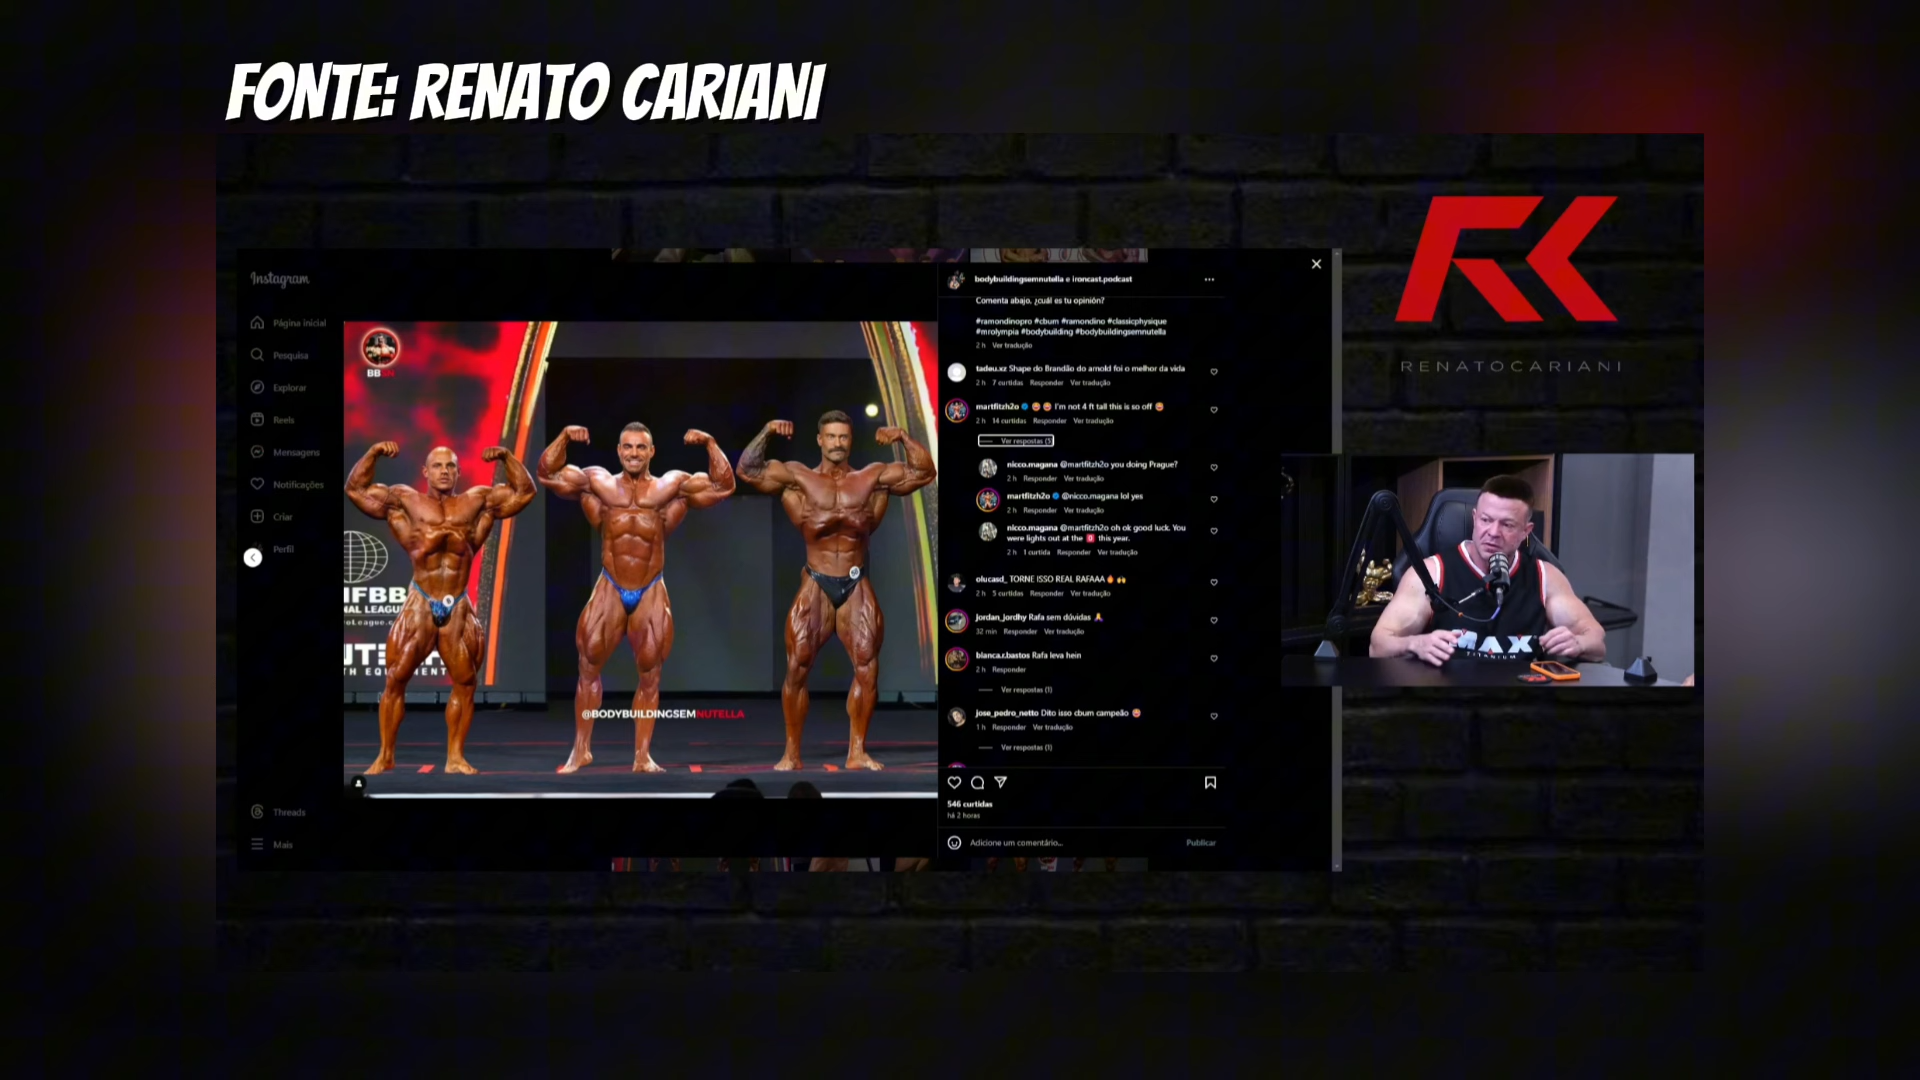 FONTE: RENATO CARIANI
RENATOCARIANI
Instagram
Página inicial
Pesquisa
Explorar
Reels
Mensagens
Notificações
Criar
Perfil
Threads
Mais
BB
IFBB
NAL LEAGUE
@BODYBUILDINGSEMNUTELLA
bodybuildingsemnutella e ironcast.podcast
Comenta abajo, ¿cuál es tu opinión?
#ramondinopro #cbum #ramondino #classicphysique
#mrolympia #bodybuilding #bodybuildingsemnutella
2 h Ver tradução
tadeu.xz Shape do Brandão do arnold foi o melhor da vida
2 h 7 curtidas Responder Ver tradução
martfitzh2o I'm not 4 ft tall this is so off
2 h 14 curtidas Responder Ver tradução
Ver respostas (5)
nicco.magana @martfitzh2o you doing Prague?
2 h Responder Ver tradução
martfitzh2o @nicco.magana lol yes
2 h Responder Ver tradução
nicco.magana @martfitzh2o oh ok good luck. You
were lights out at the 🅾 this year.
2 h 1 curtida Responder Ver tradução
olucasd_ TORNE ISSO REAL RAFAAA🔥🙌
2 h 5 curtidas Responder Ver tradução
jordan_jordhy Rafa sem dúvidas
32 min Responder Ver tradução
bianca.r.bastos Rafa leva hein
2 h Responder
Ver respostas (1)
jose_pedro_netto Dito isso cbum campeão
1 h Responder Ver tradução
Ver respostas (1)
546 curtidas
há 2 horas
Adicione um comentário...
Publicar
MAX
TITANIUM